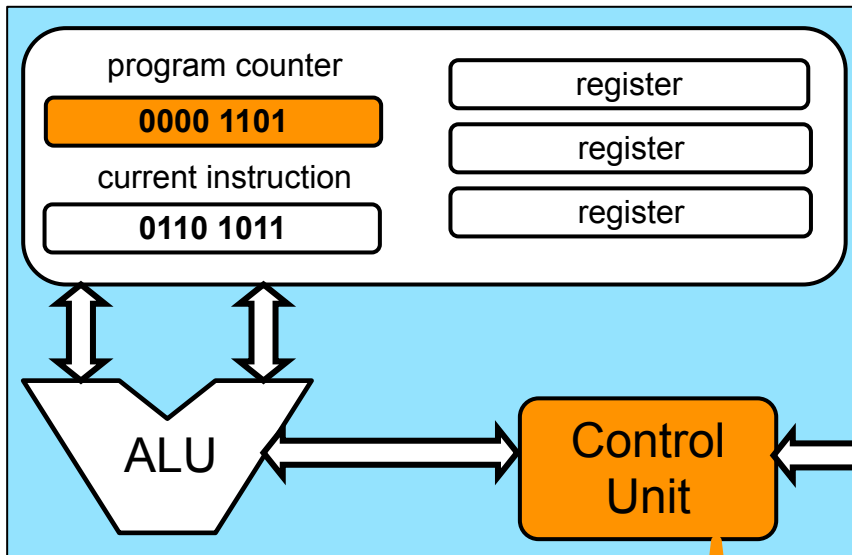 program counter
0000 1101
current instruction
0110 1011
register
register
register
ALU
Control
Unit